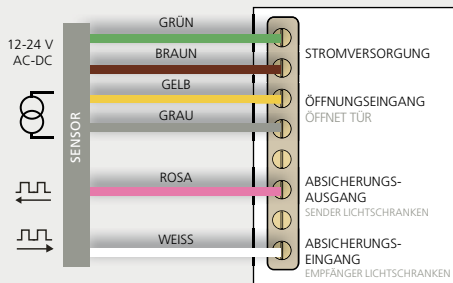 GRÜN
12-24 V
AC-DC
BRAUN
STROMVERSORGUNG
GELB
ÖFFNUNGSEINGANG
ÖFFNET TÜR
GRAU
SENSOR
ROSA
ABSICHERUNGS-
AUSGANG
SENDER LICHTSCHRANKEN
WEISS
ABSICHERUNGS-
EINGANG
EMPFÄNGER LICHTSCHRANKEN